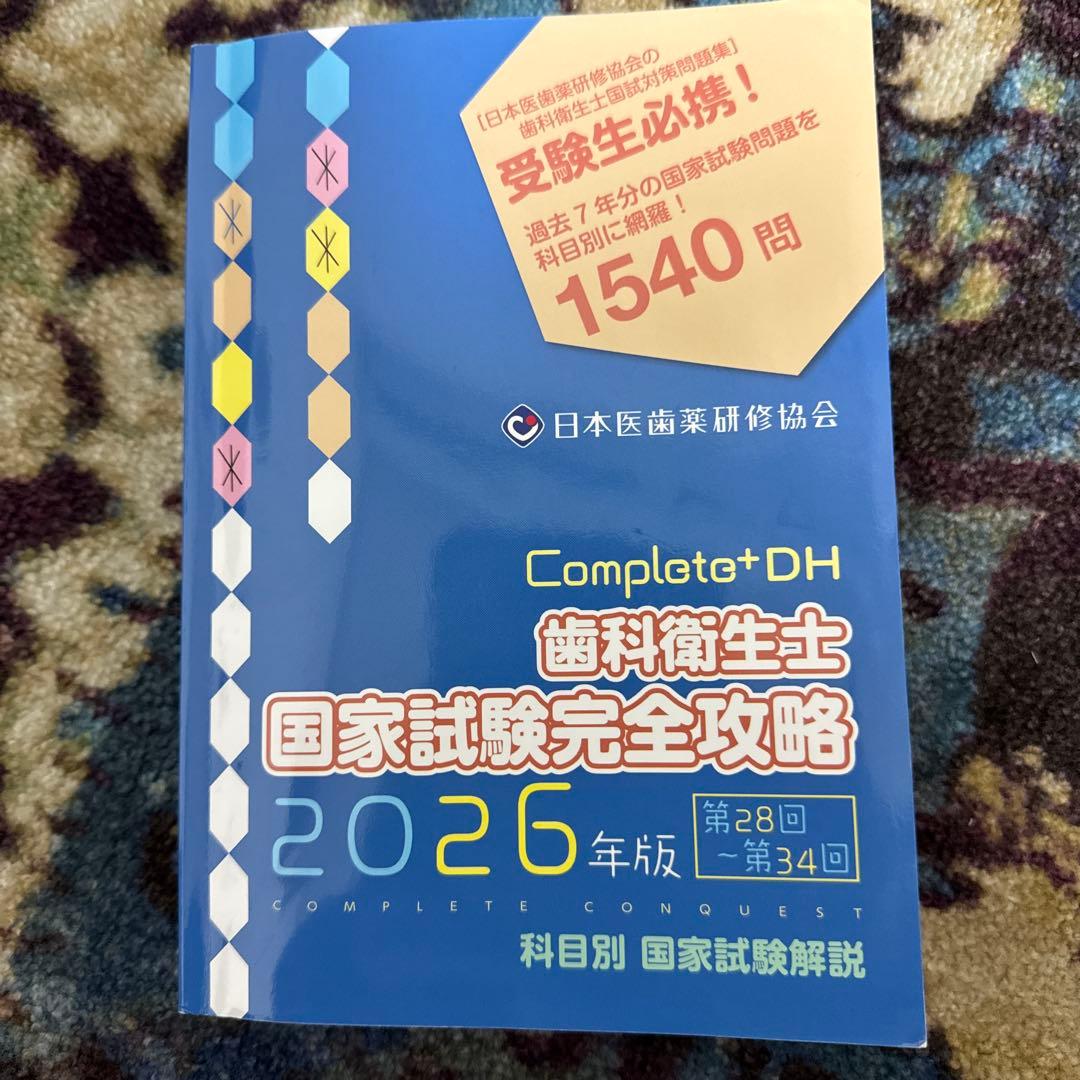 [日本医歯薬研修協会の
歯科衛生士国試対策問題集]
受験生必携!
過去7年分の国家試験問題を
科目別に網羅!
1540問
日本医歯薬研修協会
Complete+DH
歯科衛生士
国家試験完全攻略
2026年版
第28回
~第34回
COMPLETE CONQUEST
科目別 国家試験解説